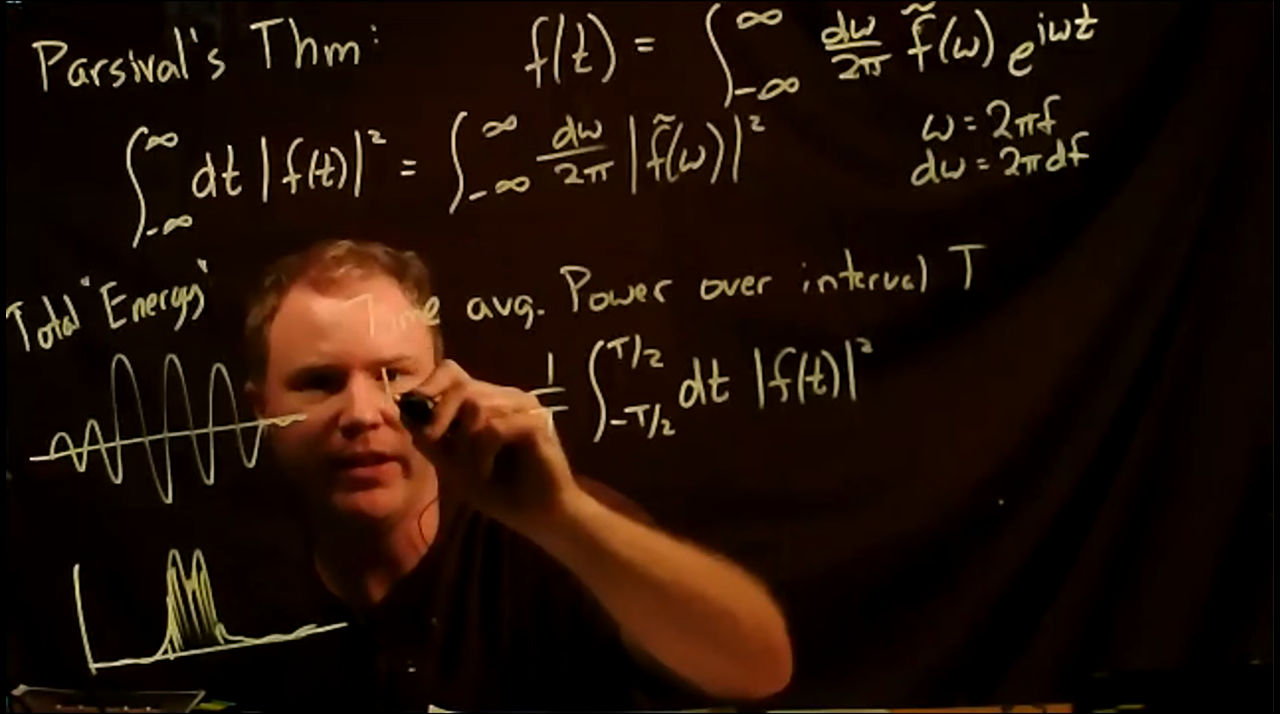 Parsival's Thm: f(t) = ∫_{-∞}^{∞} dω/2π f̃(ω) e^{iωt}
ω = 2πf
∫_{-∞}^{∞} dt |f(t)|² = ∫_{-∞}^{∞} dω/2π |f̃(ω)|²
dω = 2πdf
Total "Energy"
Time avg. Power over interval T
1/T ∫_{-T/2}^{T/2} dt |f(t)|²